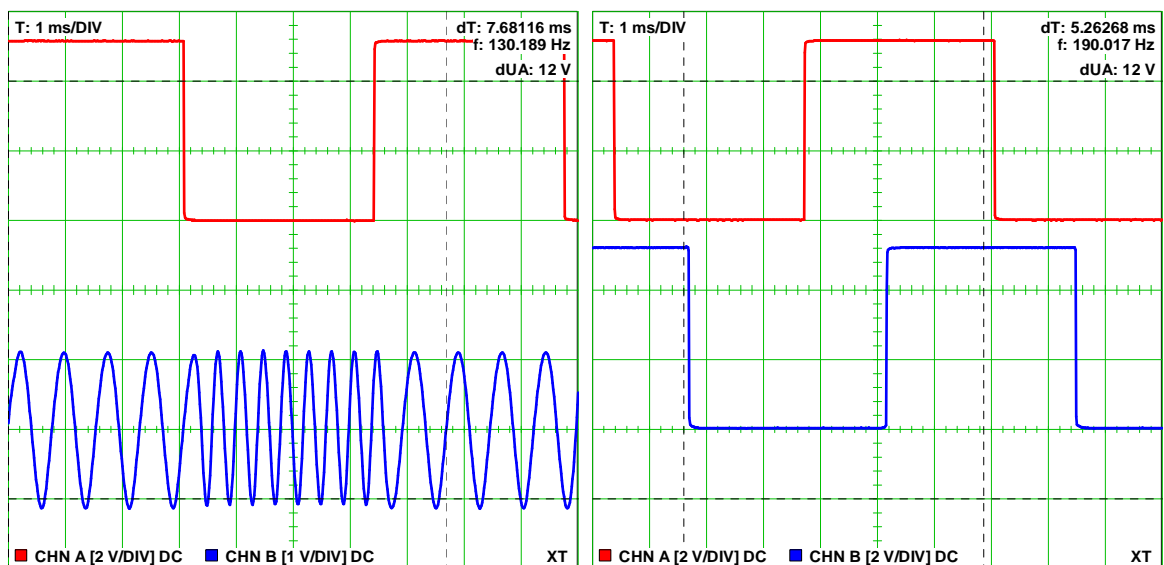 T: 1 ms/DIV
dT: 7.68116 ms
f: 130.189 Hz
dUA: 12 V
CHN A [2 V/DIV] DC
CHN B [1 V/DIV] DC
XT
T: 1 ms/DIV
dT: 5.26268 ms
f: 190.017 Hz
dUA: 12 V
CHN A [2 V/DIV] DC
CHN B [2 V/DIV] DC
XT